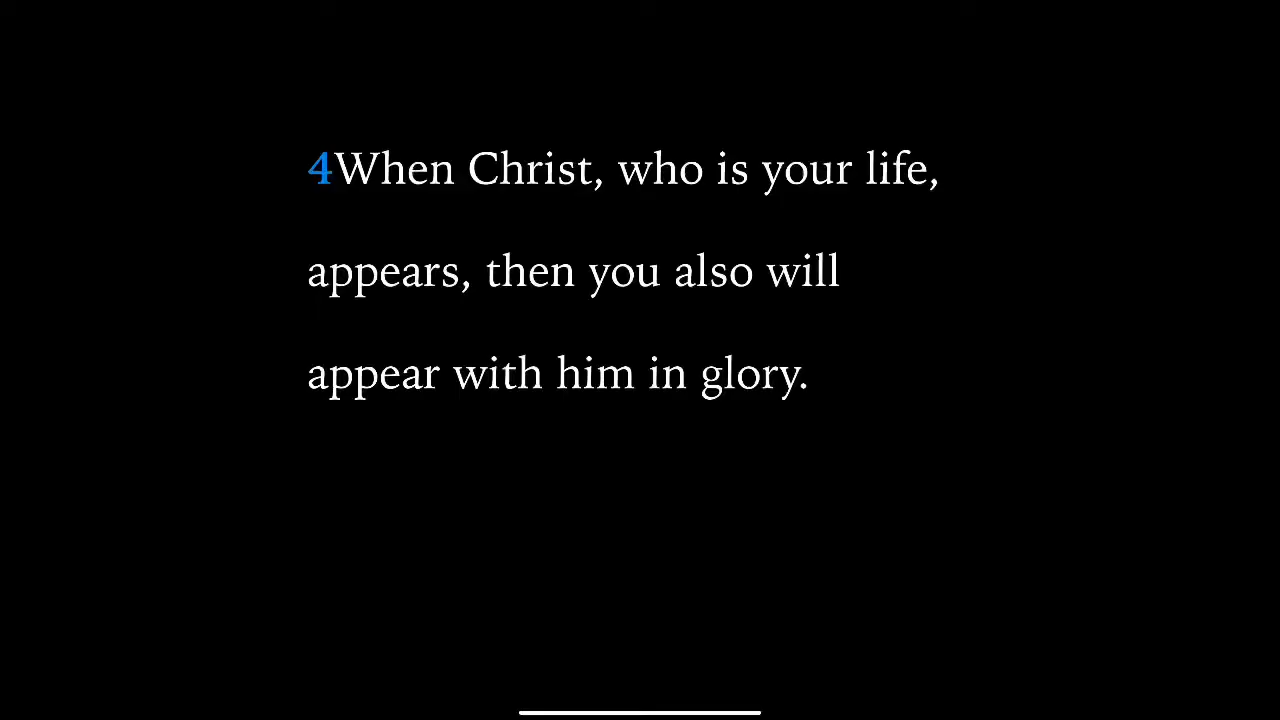 4When Christ, who is your life,
appears, then you also will
appear with him in glory.